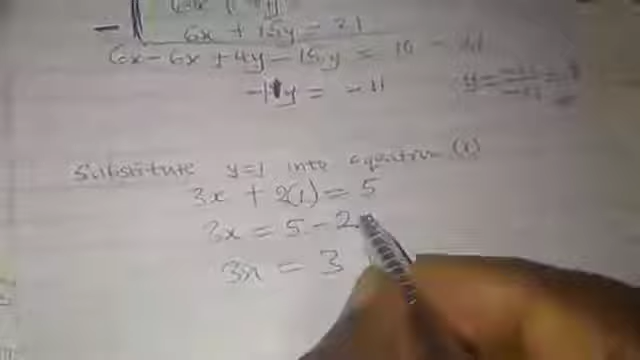 6x + 15y = 21
6x - 6x + 4y - 15y = 10 - 21
-11y = -11
Substitute y=1 into equation (1)
3x + 2(1) = 5
3x = 5 - 2
3x = 3